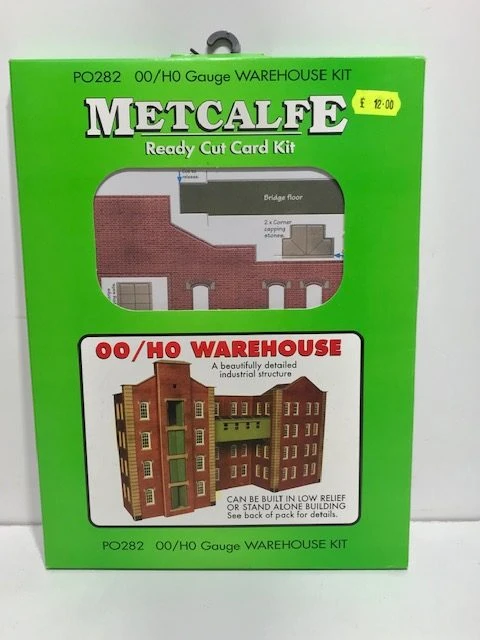 PO282 00/H0 Gauge WAREHOUSE KIT
METCALFE
£ 12.00
Ready Cut Card Kit
Bridge floor
2 x Corner
capping
stones.
00/H0 WAREHOUSE
A beautifully detailed
industrial structure
CAN BE BUILT IN LOW RELIEF
OR STAND ALONE BUILDING
See back of pack for details.
PO282 00/H0 Gauge WAREHOUSE KIT